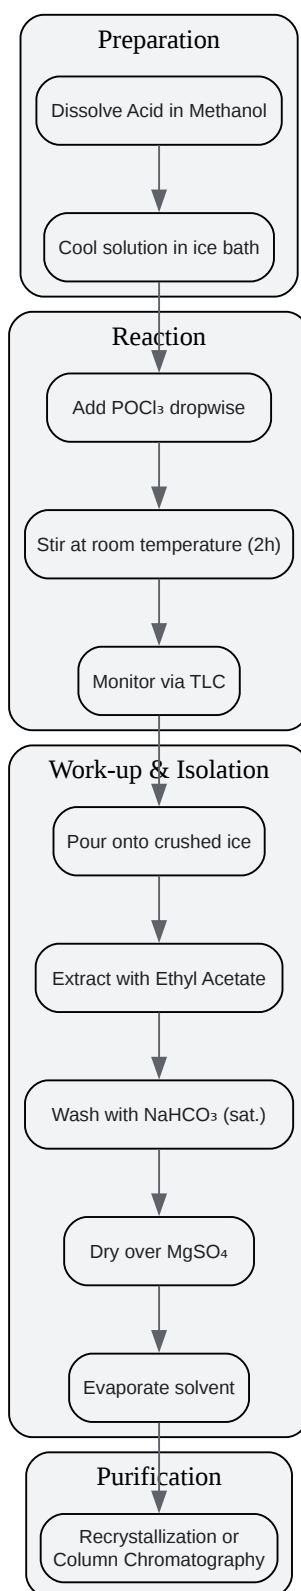 Preparation
Dissolve Acid in Methanol
Cool solution in ice bath
Reaction
Add POCl₃ dropwise
Stir at room temperature (2h)
Monitor via TLC
Work-up & Isolation
Pour onto crushed ice
Extract with Ethyl Acetate
Wash with NaHCO₃ (sat.)
Dry over MgSO₄
Evaporate solvent
Purification
Recrystallization or
Column Chromatography